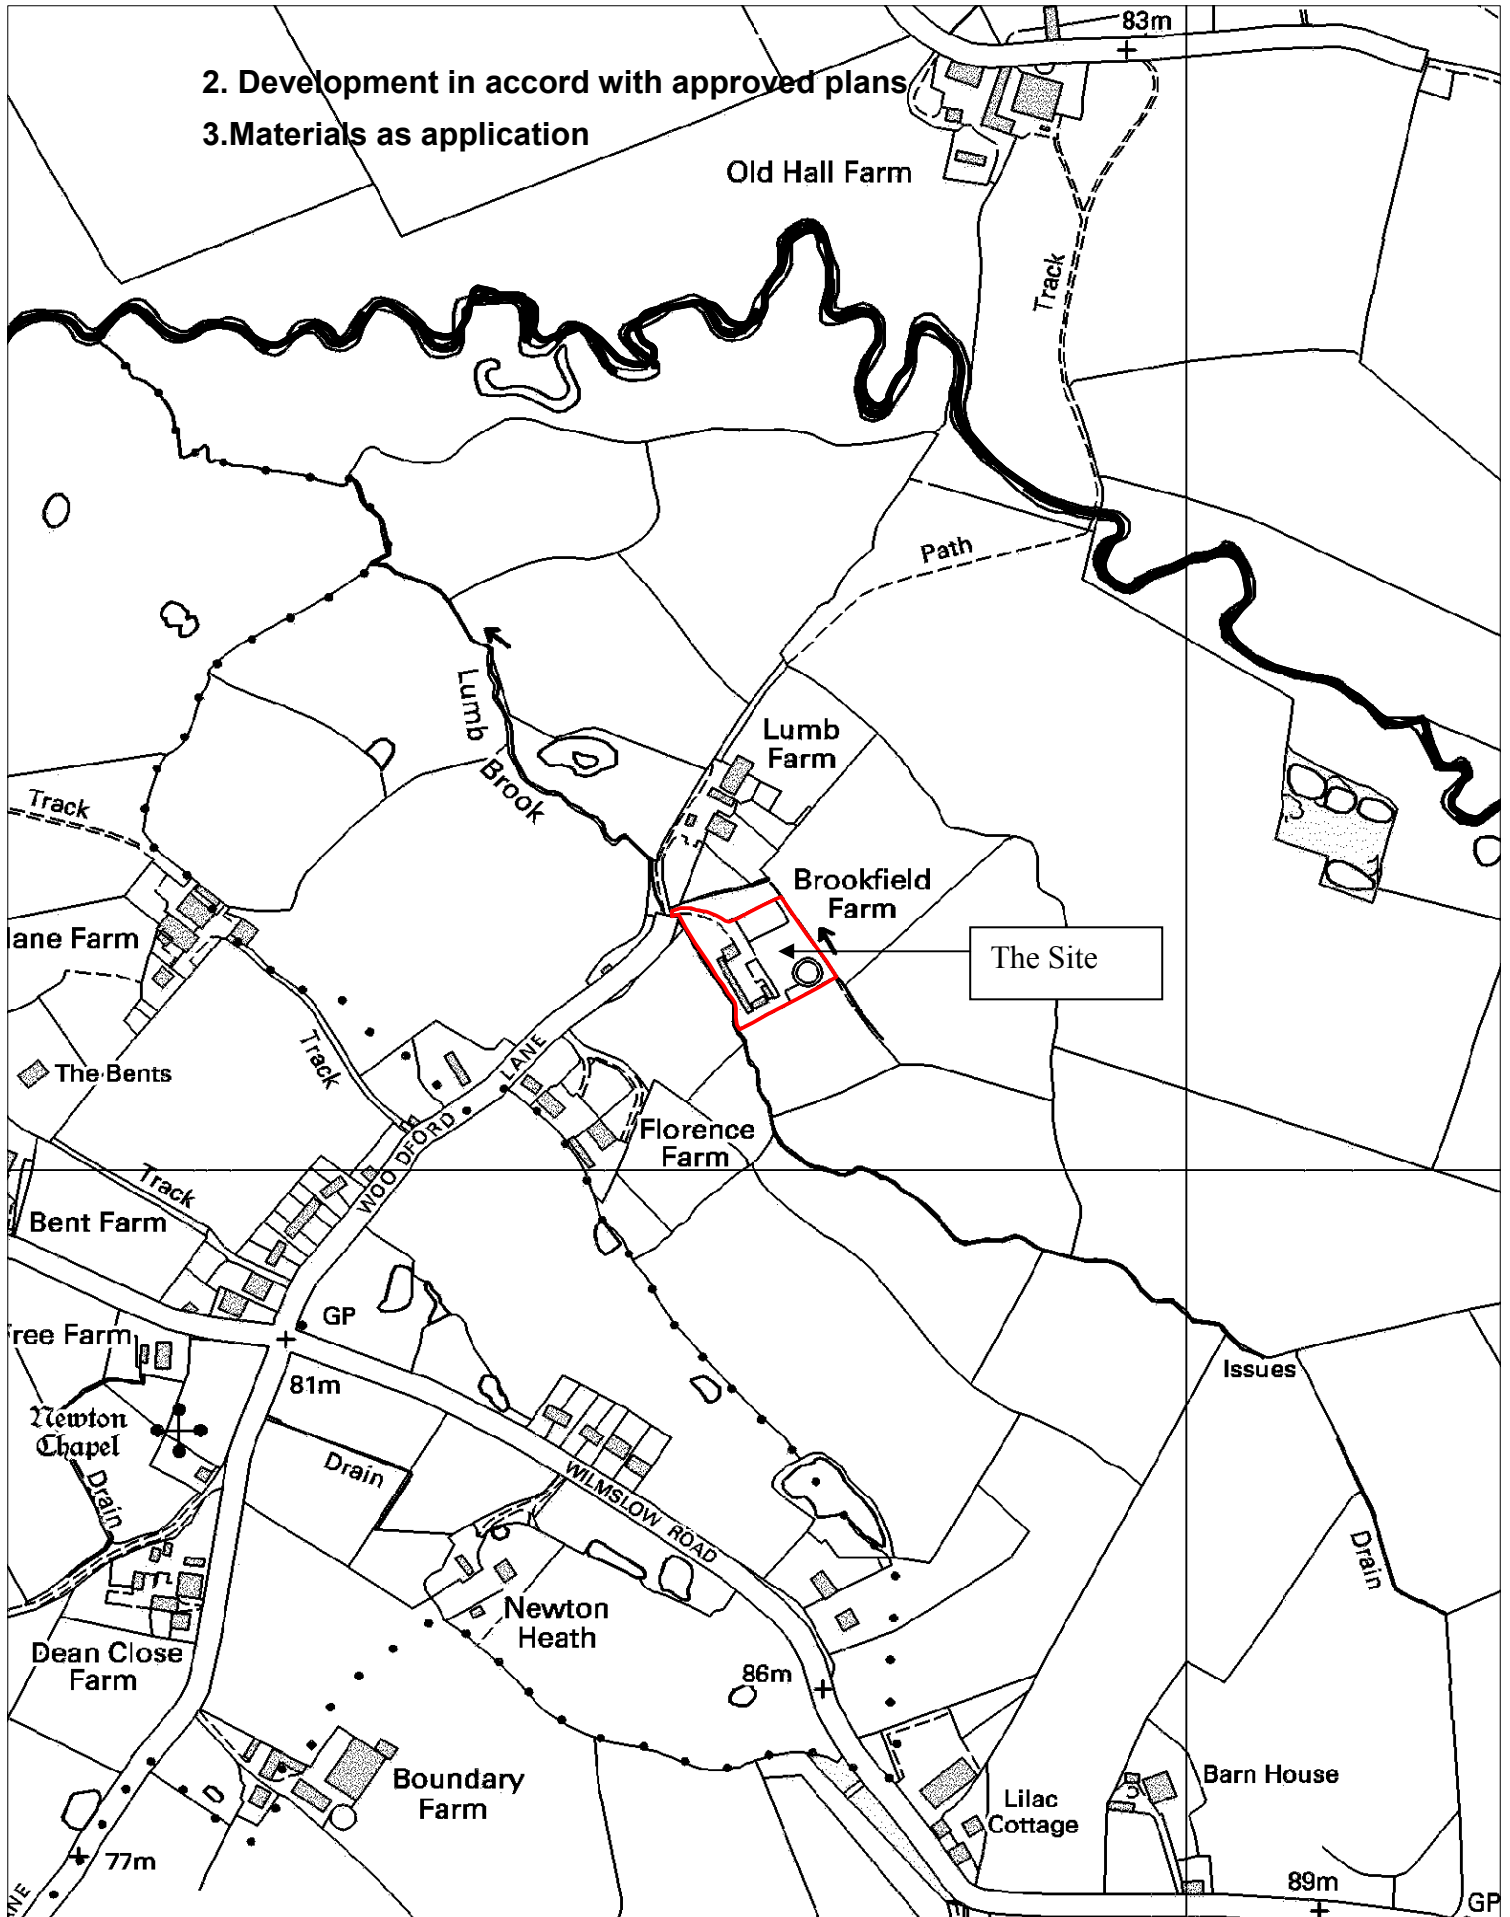 83m
2. Development in accord with approved plans
3.Materials as application
Old Hall Farm
Track
Path
Lumb
Brook
Lumb
Farm
Track
Brookfield
Farm
lane Farm
The Site
Track
The Bents
WOODFORD LANE
Florence
Farm
Track
Bent Farm
GP
ree Farm
81m
Issues
Newton
Chapel
Drain
Drain
WILMSLOW ROAD
Drain
Newton
Heath
Dean Close
Farm
86m
Boundary
Farm
Barn House
Lilac
Cottage
77m
89m
NE
GP